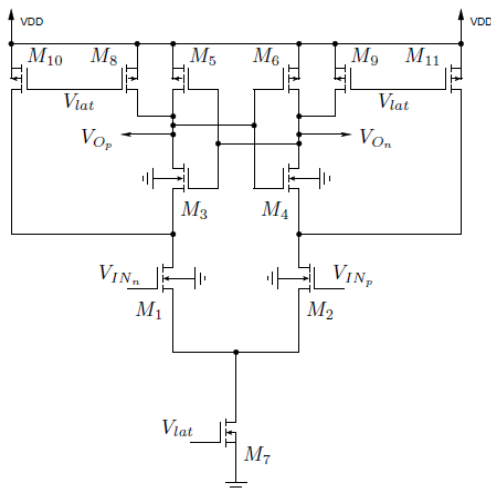 VDD VDD
M10 M8 M5 M6 M9 M11
Vlat Vlat
VOp VOn
M3 M4
VINn VINp
M1 M2
Vlat
M7